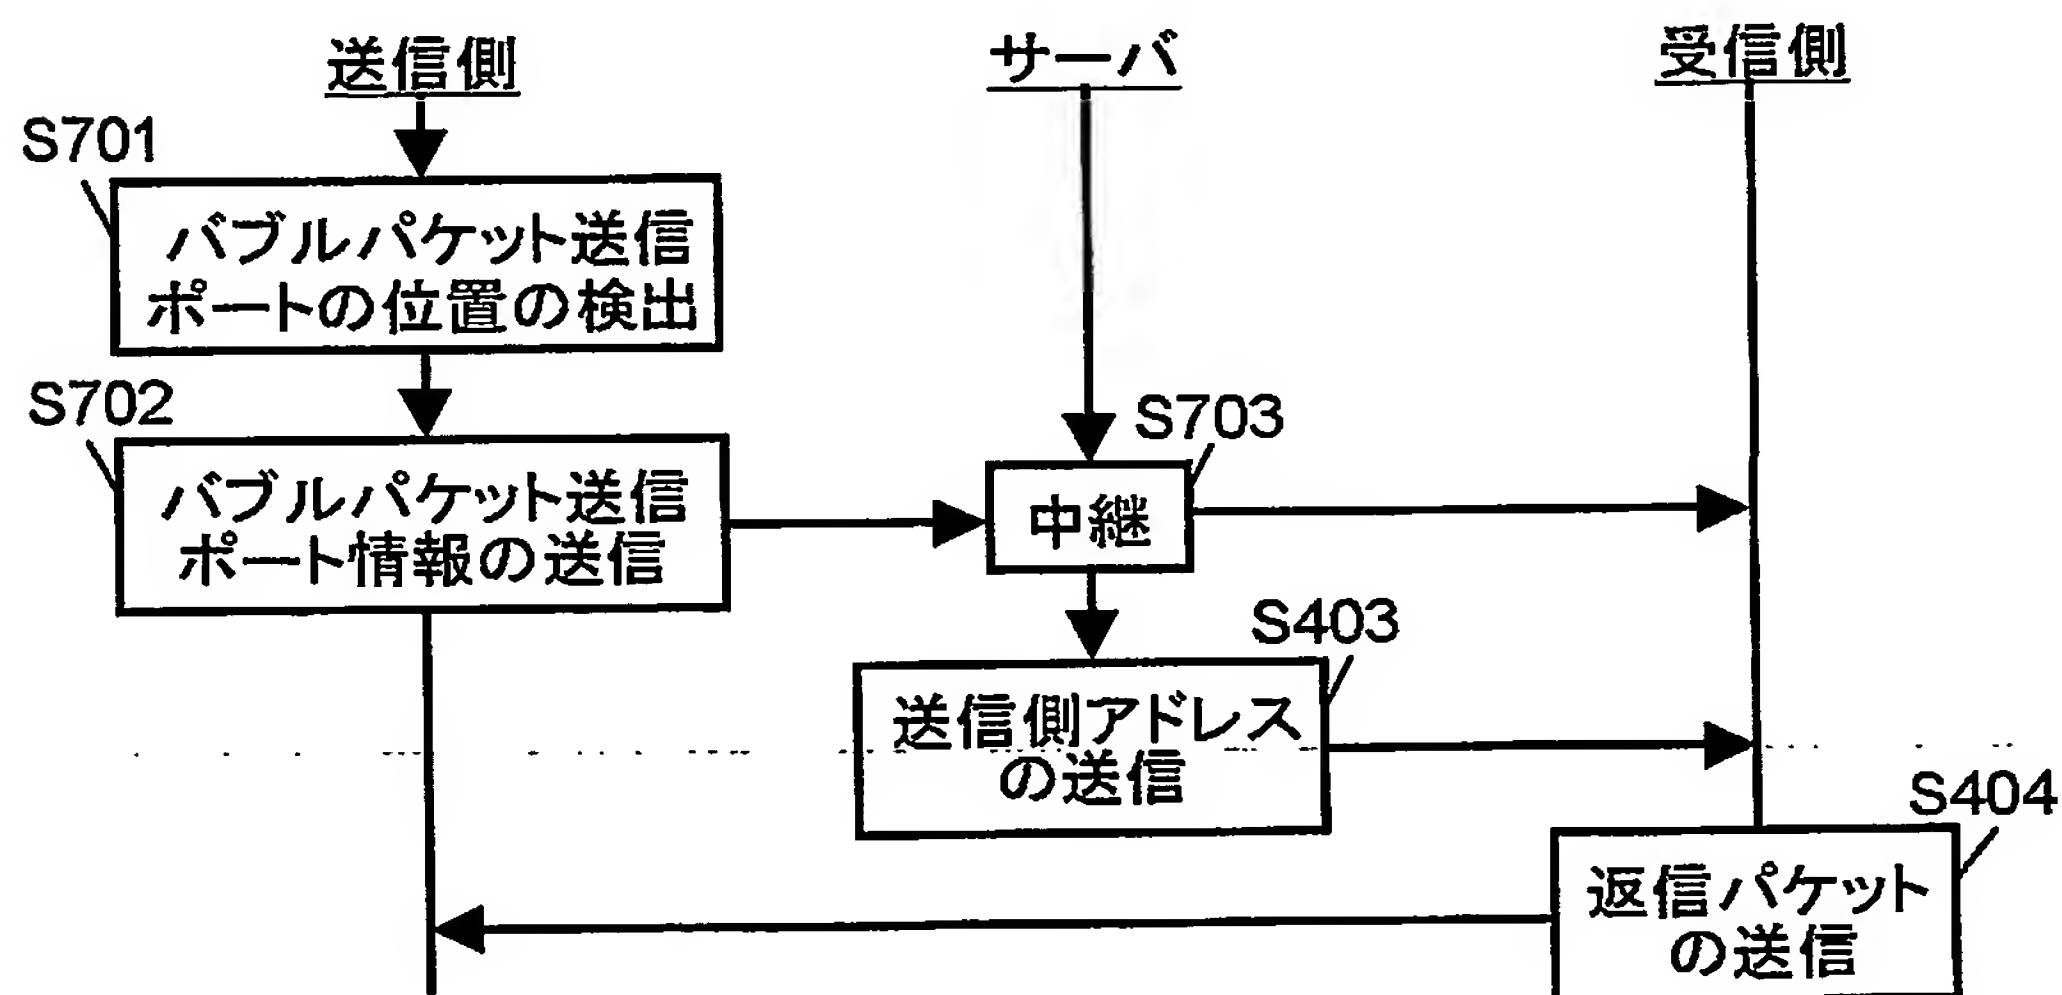 送信側
サーバ
受信側
S701
バブルパケット送信
ポートの位置の検出
S702
バブルパケット送信
ポート情報の送信
S703
中継
S403
送信側アドレス
の送信
S404
返信パケット
の送信